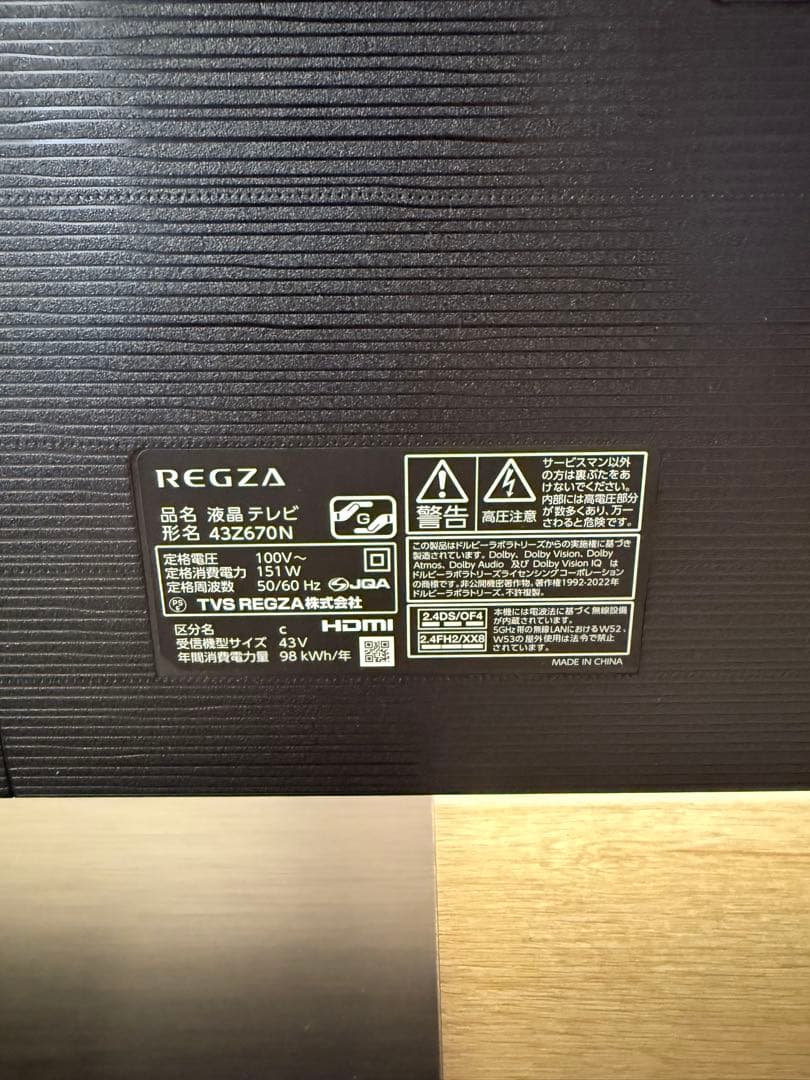 REGZA
品名 液晶テレビ
形名 43Z670N
G
定格電圧 100V～
定格消費電力 151W
定格周波数 50/60 Hz
JQA
PS
E
TVS REGZA株式会社
区分名 c
HDMI
受信機型サイズ 43V
年間消費電力量 98 kWh/年
警告
高圧注意
サービスマン以外
の方は裏ぶたをあ
けないでください。
内部には高電圧部分
が数多くあり、万一
さわると危険です。
この製品はドルビーラボラトリーズからの実施権に基づき
製造されています。Dolby、Dolby Vision、Dolby
Atmos、Dolby Audio 及び Dolby Vision IQ は
ドルビーラボラトリーズライセンシングコーポレーション
の商標です。非公開機密著作物。著作権1992-2022年
ドルビーラボラトリーズ。不許複製。
2.4DS/OF4
2.4FH2/XX8
本機には電波法に基づく無線設備
が内蔵されています。
5GHz帯の無線LANにおけるW52、
W53の屋外使用は法令で禁止
されています。
MADE IN CHINA